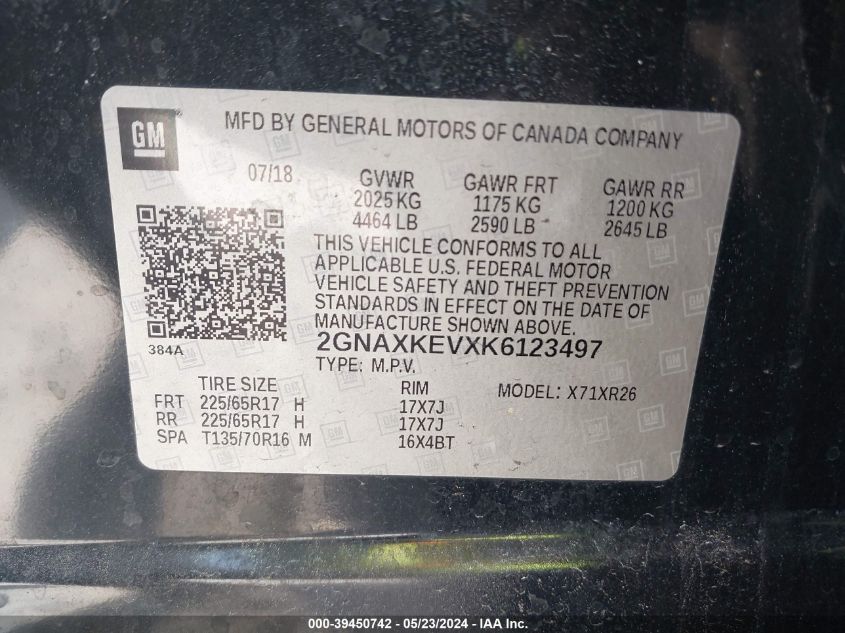 GM
MFD BY GENERAL MOTORS OF CANADA COMPANY
07/18 GVWR GAWR FRT GAWR RR
2025 KG 1175 KG 1200 KG
4464 LB 2590 LB 2645 LB
THIS VEHICLE CONFORMS TO ALL
APPLICABLE U.S. FEDERAL MOTOR
VEHICLE SAFETY AND THEFT PREVENTION
STANDARDS IN EFFECT ON THE DATE OF
MANUFACTURE SHOWN ABOVE.
384A 2GNAXKEVXK6123497
TYPE: M.P.V.
TIRE SIZE RIM MODEL: X71XR26
FRT 225/65R17 H 17X7J
RR 225/65R17 H 17X7J
SPA T135/70R16 M 16X4BT
000-39450742 / 05/23/2024 - IAA Inc.